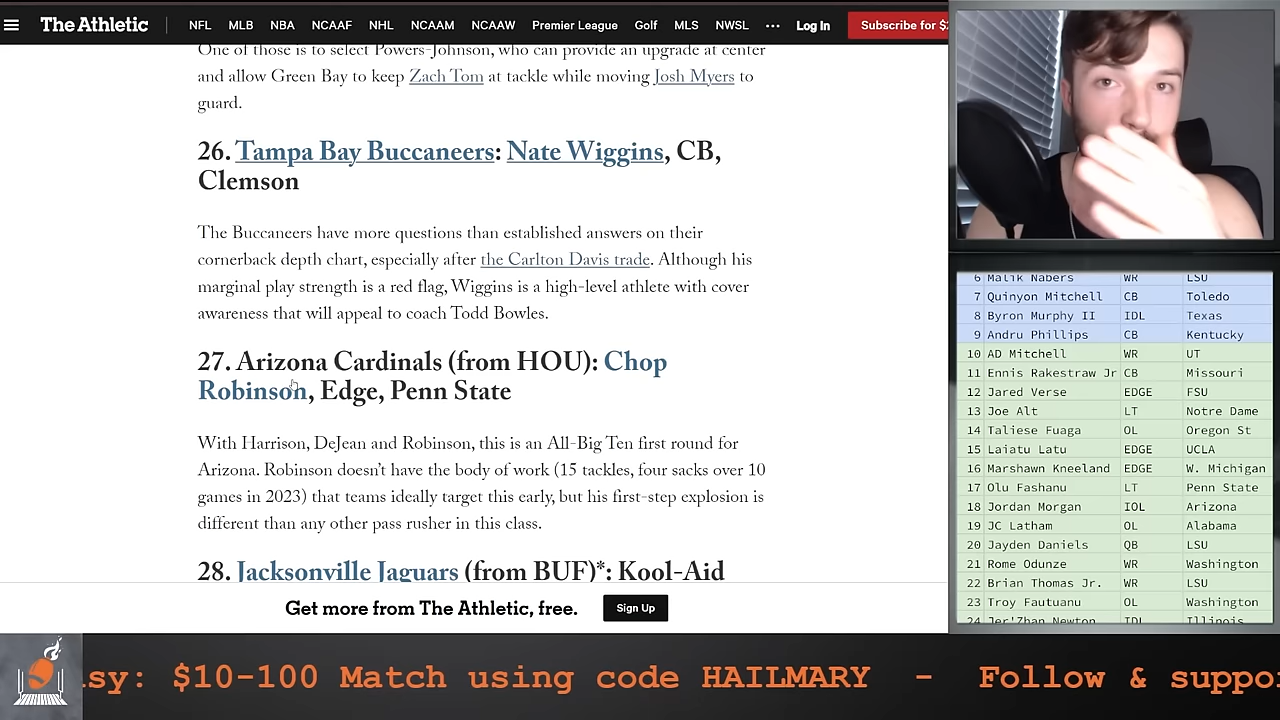 The Athletic
NFL MLB NBA NCAAF NHL NCAAM NCAAW Premier League Golf MLS NWSL ••• Log In Subscribe for $2
One of those is to select Powers-Johnson, who can provide an upgrade at center
and allow Green Bay to keep Zach Tom at tackle while moving Josh Myers to
guard.
26. Tampa Bay Buccaneers: Nate Wiggins, CB,
Clemson
The Buccaneers have more questions than established answers on their
cornerback depth chart, especially after the Carlton Davis trade. Although his
marginal play strength is a red flag, Wiggins is a high-level athlete with cover
awareness that will appeal to coach Todd Bowles.
27. Arizona Cardinals (from HOU): Chop
Robinson, Edge, Penn State
With Harrison, DeJean and Robinson, this is an All-Big Ten first round for
Arizona. Robinson doesn't have the body of work (15 tackles, four sacks over 10
games in 2023) that teams ideally target this early, but his first-step explosion is
different than any other pass rusher in this class.
28. Jacksonville Jaguars (from BUF)*: Kool-Aid
Get more from The Athletic, free. Sign Up
6 Malik Nabers WR LSU
7 Quinyon Mitchell CB Toledo
8 Byron Murphy II IDL Texas
9 Andru Phillips CB Kentucky
10 AD Mitchell WR UT
11 Ennis Rakestraw Jr CB Missouri
12 Jared Verse EDGE FSU
13 Joe Alt LT Notre Dame
14 Taliese Fuaga OL Oregon St
15 Laiatu Latu EDGE UCLA
16 Marshawn Kneeland EDGE W. Michigan
17 Olu Fashanu LT Penn State
18 Jordan Morgan IOL Arizona
19 JC Latham OL Alabama
20 Jayden Daniels QB LSU
21 Rome Odunze WR Washington
22 Brian Thomas Jr. WR LSU
23 Troy Fautuanu OL Washington
24 Jer'Zhan Newton IDL Illinois
sy: $10-100 Match using code HAILMARY - Follow & suppo